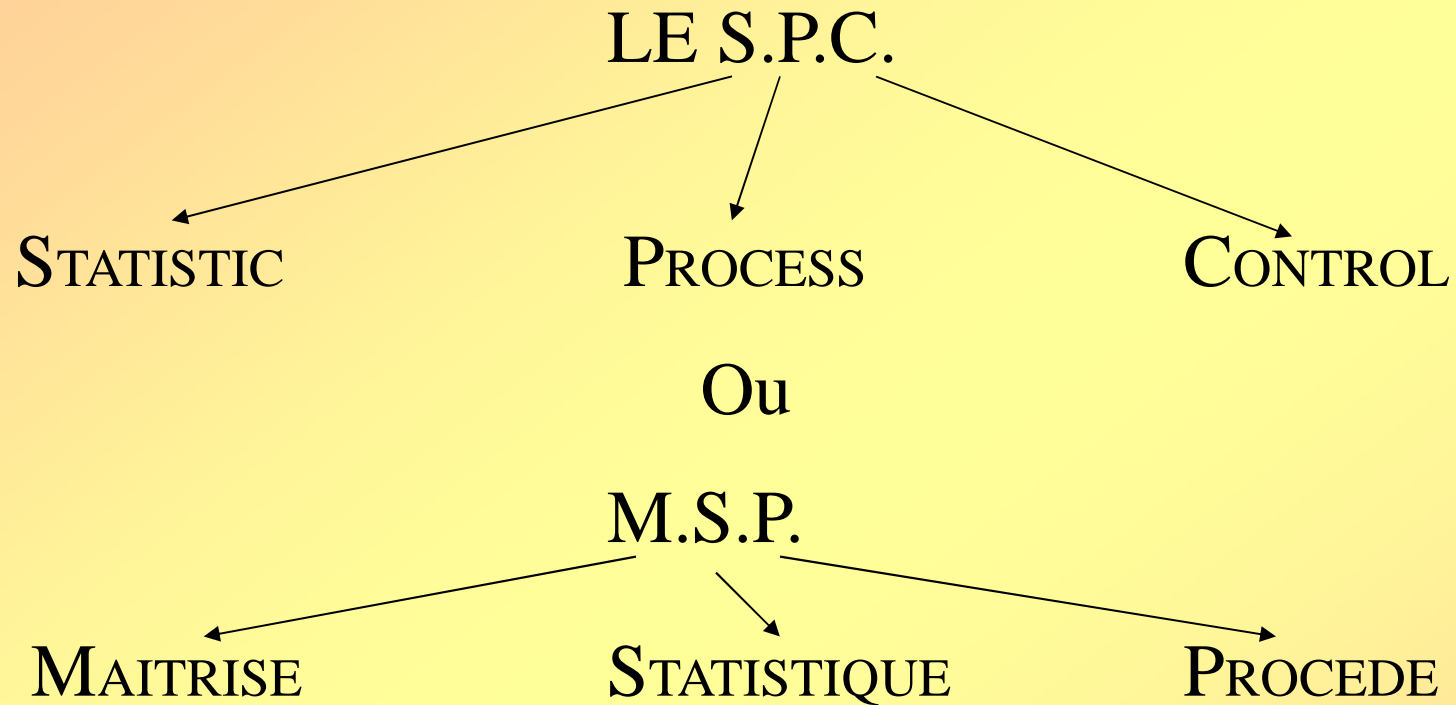 LE S.P.C.
STATISTIC PROCESS CONTROL
Ou
M.S.P.
MAITRISE STATISTIQUE PROCEDE